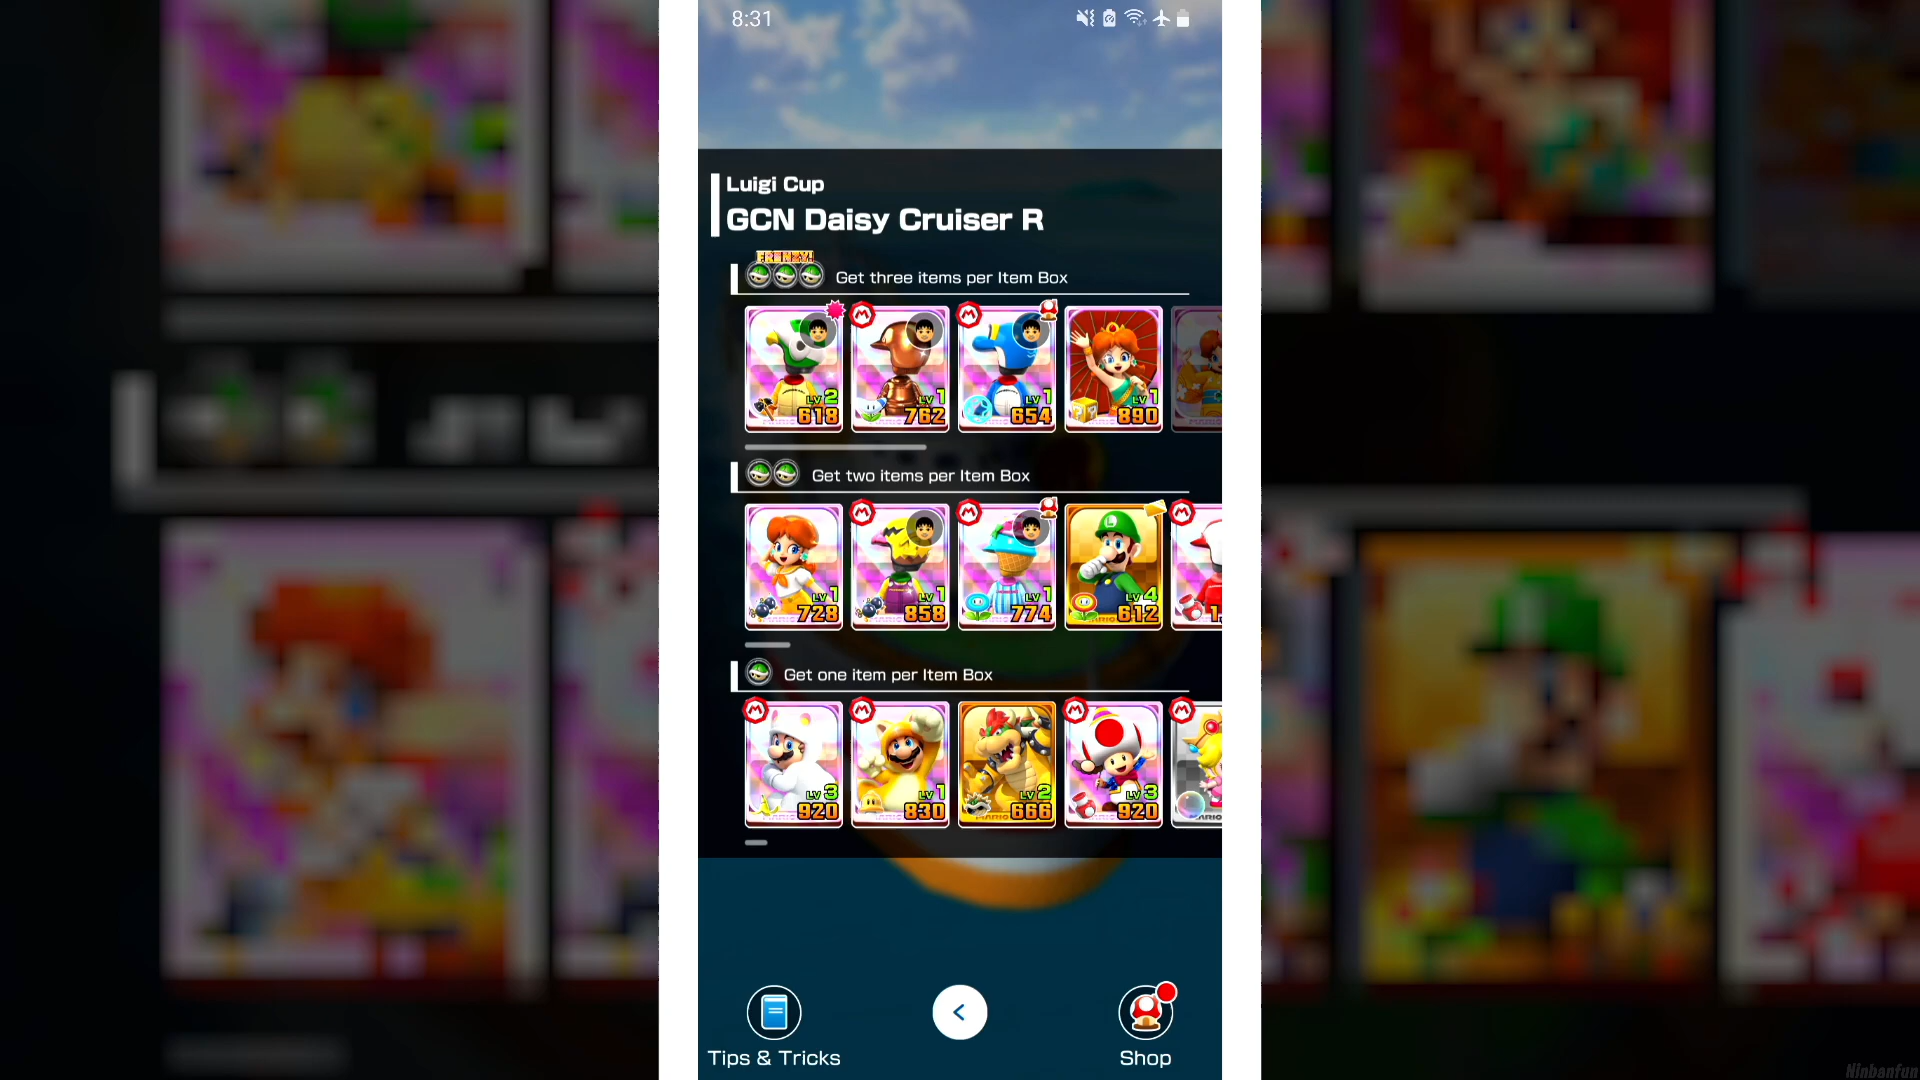 8:31
Luigi Cup
GCN Daisy Cruiser R
FRENZY!
Get three items per Item Box
LV 2 618
LV 1 762
LV 1 654
LV 1 890
Get two items per Item Box
LV 1 728
LV 1 858
LV 1 774
LV 4 612
Get one item per Item Box
LV 3 920
LV 1 830
LV 2 666
LV 3 920
Tips & Tricks
Shop
Ninbanfun